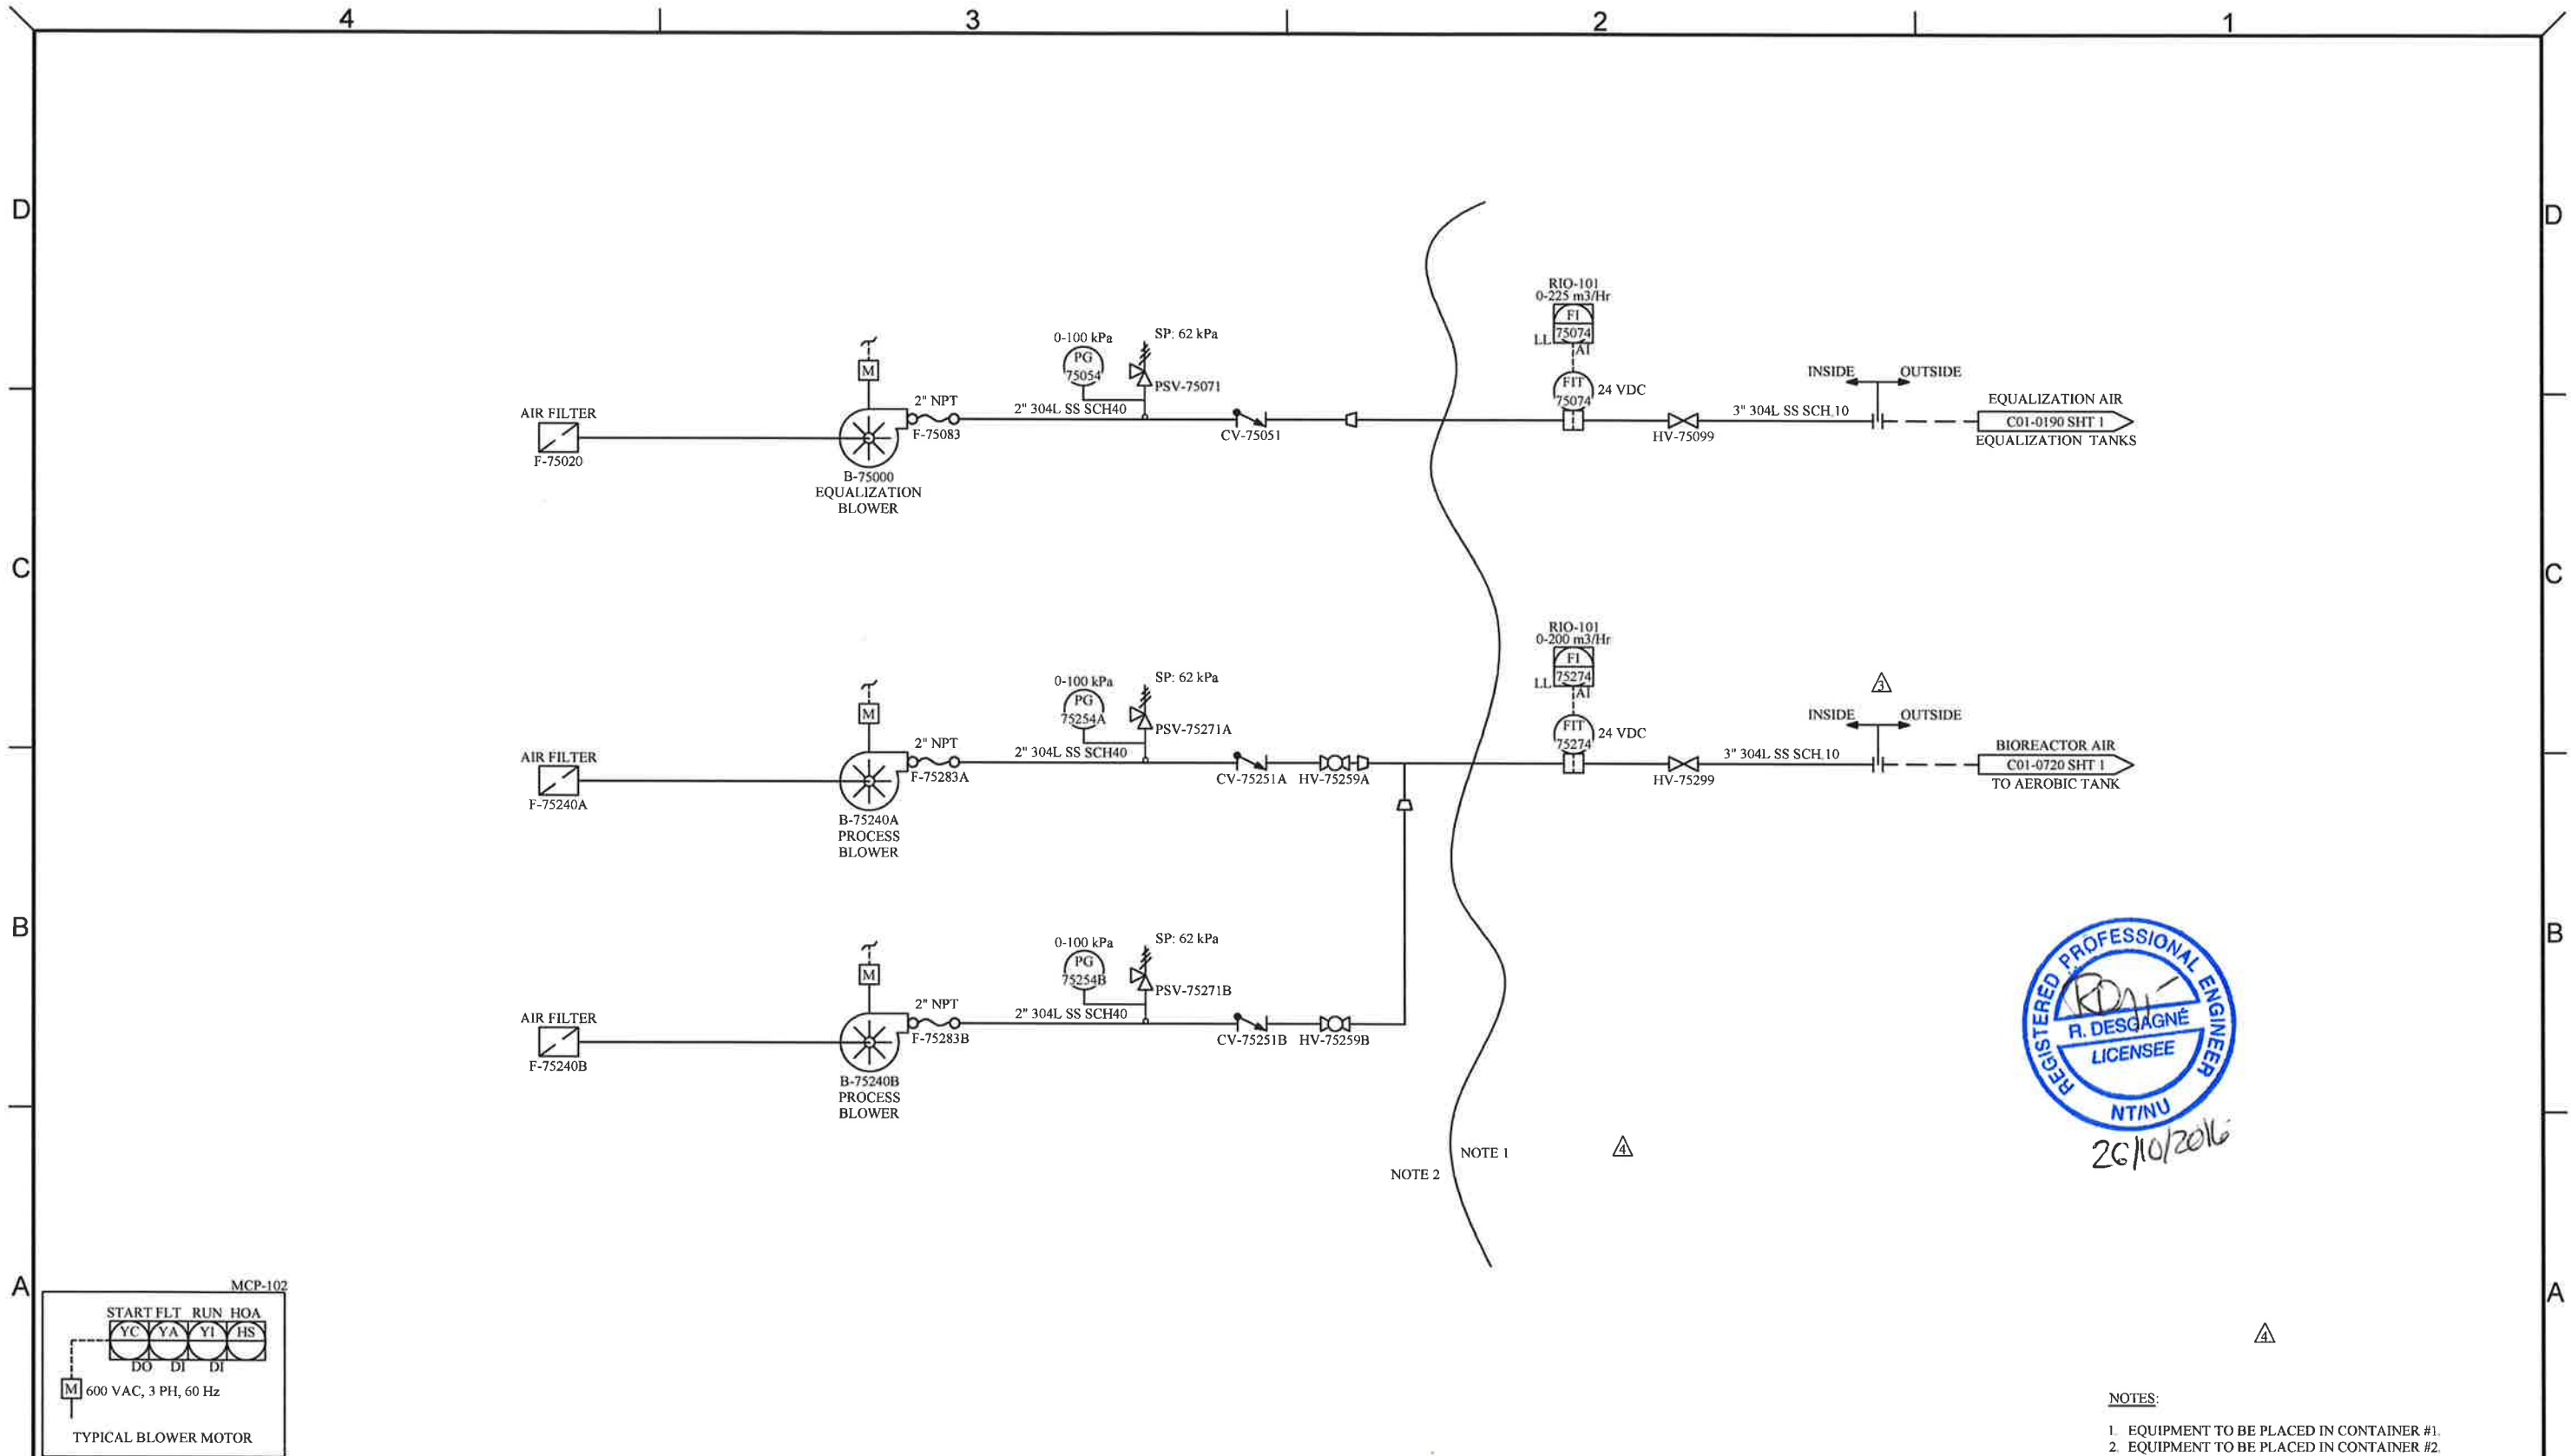 4 3 2 1
D
D
RIO-101
0-225 m3/Hr
FI
75074
LL
AI
FIT
75074
24 VDC
0-100 kPa
PG
75054
SP: 62 kPa
PSV-75071
M
2" NPT
F-75083
2" 304L SS SCH40
CV-75051
HV-75099
3" 304L SS SCH 10
INSIDE
OUTSIDE
EQUALIZATION AIR
C01-0190 SHT 1
EQUALIZATION TANKS
AIR FILTER
F-75020
B-75000
EQUALIZATION
BLOWER
C
C
RIO-101
0-200 m3/Hr
FI
75274
LL
AI
FIT
75274
24 VDC
0-100 kPa
PG
75254A
SP: 62 kPa
PSV-75271A
M
2" NPT
F-75283A
2" 304L SS SCH40
CV-75251A
HV-75259A
HV-75299
3" 304L SS SCH 10
3
INSIDE
OUTSIDE
BIOREACTOR AIR
C01-0720 SHT 1
TO AEROBIC TANK
AIR FILTER
F-75240A
B-75240A
PROCESS
BLOWER
B
B
0-100 kPa
PG
75254B
SP: 62 kPa
PSV-75271B
M
2" NPT
F-75283B
2" 304L SS SCH40
CV-75251B
HV-75259B
AIR FILTER
F-75240B
B-75240B
PROCESS
BLOWER
NOTE 2
NOTE 1
4
REGISTERED PROFESSIONAL ENGINEER
R. DESGAGNÉ
LICENSEE
NT/NU
26/10/2016
A
A
MCP-102
START FLT RUN HOA
YC YA YI HS
DO DI DI
M 600 VAC, 3 PH, 60 Hz
TYPICAL BLOWER MOTOR
4
NOTES:
1. EQUIPMENT TO BE PLACED IN CONTAINER #1.
2. EQUIPMENT TO BE PLACED IN CONTAINER #2.